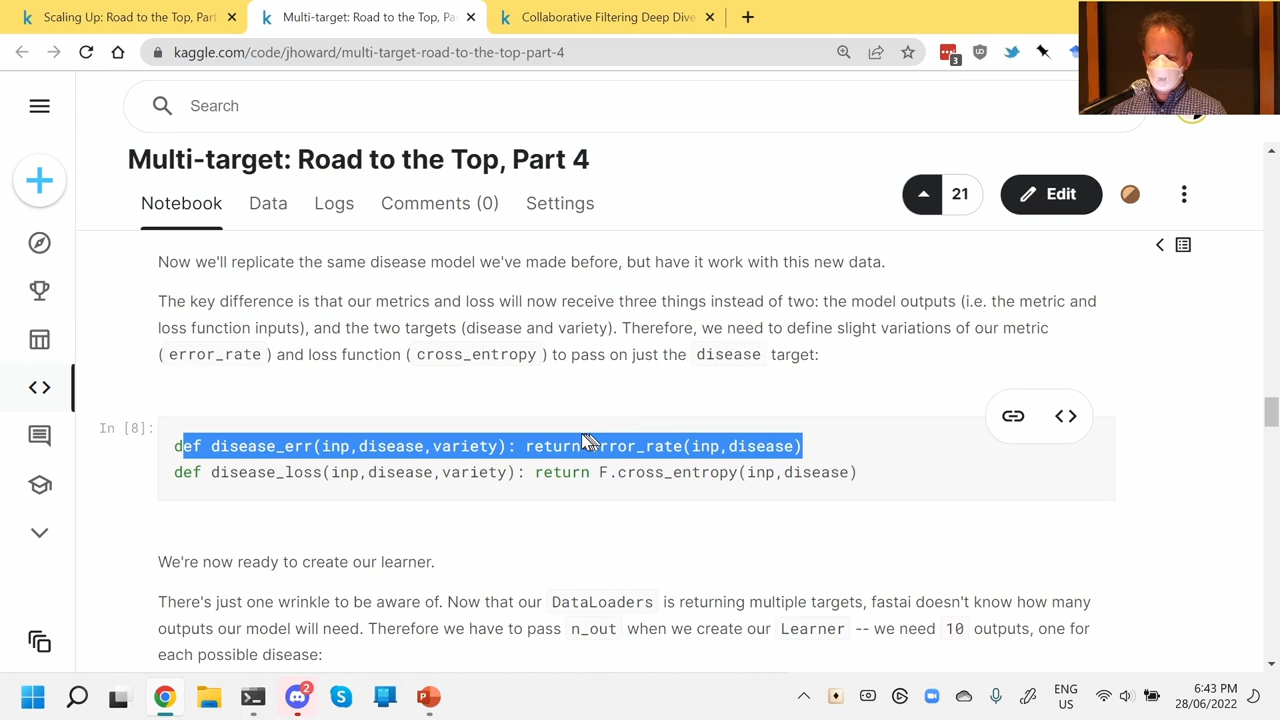 Scaling Up: Road to the Top, Part
Multi-target: Road to the Top, Pa
Collaborative Filtering Deep Dive
kaggle.com/code/jhoward/multi-target-road-to-the-top-part-4
3
Search
Multi-target: Road to the Top, Part 4
21
Edit
Notebook
Data
Logs
Comments (0)
Settings
Now we'll replicate the same disease model we've made before, but have it work with this new data.
The key difference is that our metrics and loss will now receive three things instead of two: the model outputs (i.e. the metric and
loss function inputs), and the two targets (disease and variety). Therefore, we need to define slight variations of our metric
( error_rate ) and loss function ( cross_entropy ) to pass on just the disease target:
In [8]:
def disease_err(inp,disease,variety): return error_rate(inp,disease)
def disease_loss(inp,disease,variety): return F.cross_entropy(inp,disease)
We're now ready to create our learner.
There's just one wrinkle to be aware of. Now that our DataLoaders is returning multiple targets, fastai doesn't know how many
outputs our model will need. Therefore we have to pass n_out when we create our Learner -- we need 10 outputs, one for
each possible disease:
2
ENG
US
6:43 PM
28/06/2022